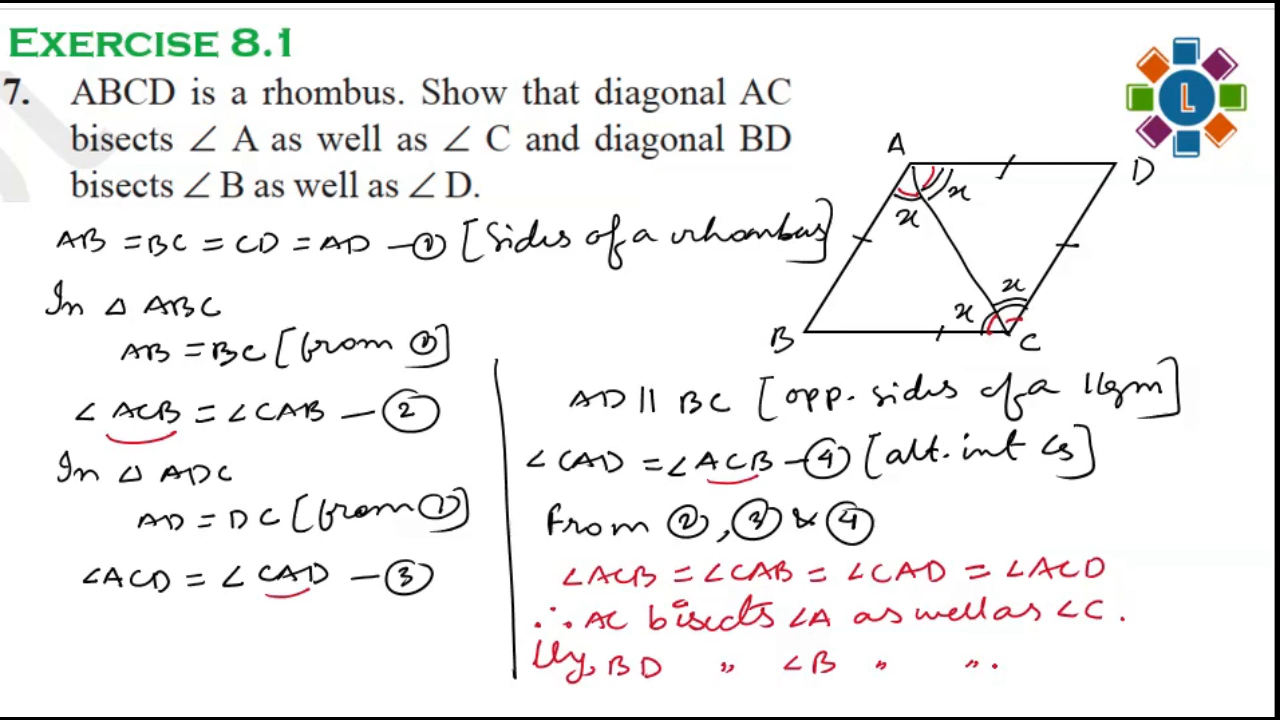 EXERCISE 8.1
7. ABCD is a rhombus. Show that diagonal AC
bisects ∠ A as well as ∠ C and diagonal BD
bisects ∠ B as well as ∠ D.
L
A
D
x
x
x
x
B
C
AB = BC = CD = AD — ① [Sides of a rhombus]
In △ ABC
AB = BC [from ①]
∠ ACB = ∠CAB — ②
In △ ADC
AD = DC [from ①]
∠ACD = ∠ CAD — ③
AD || BC [opp. sides of a ||gm]
∠ CAD = ∠ ACB — ④ [alt. int ∠s]
From ②, ③ & ④
∠ACB = ∠CAB = ∠CAD = ∠ACD
∴ AC bisects ∠A as well as ∠C.
|||ly, BD " ∠B " ".